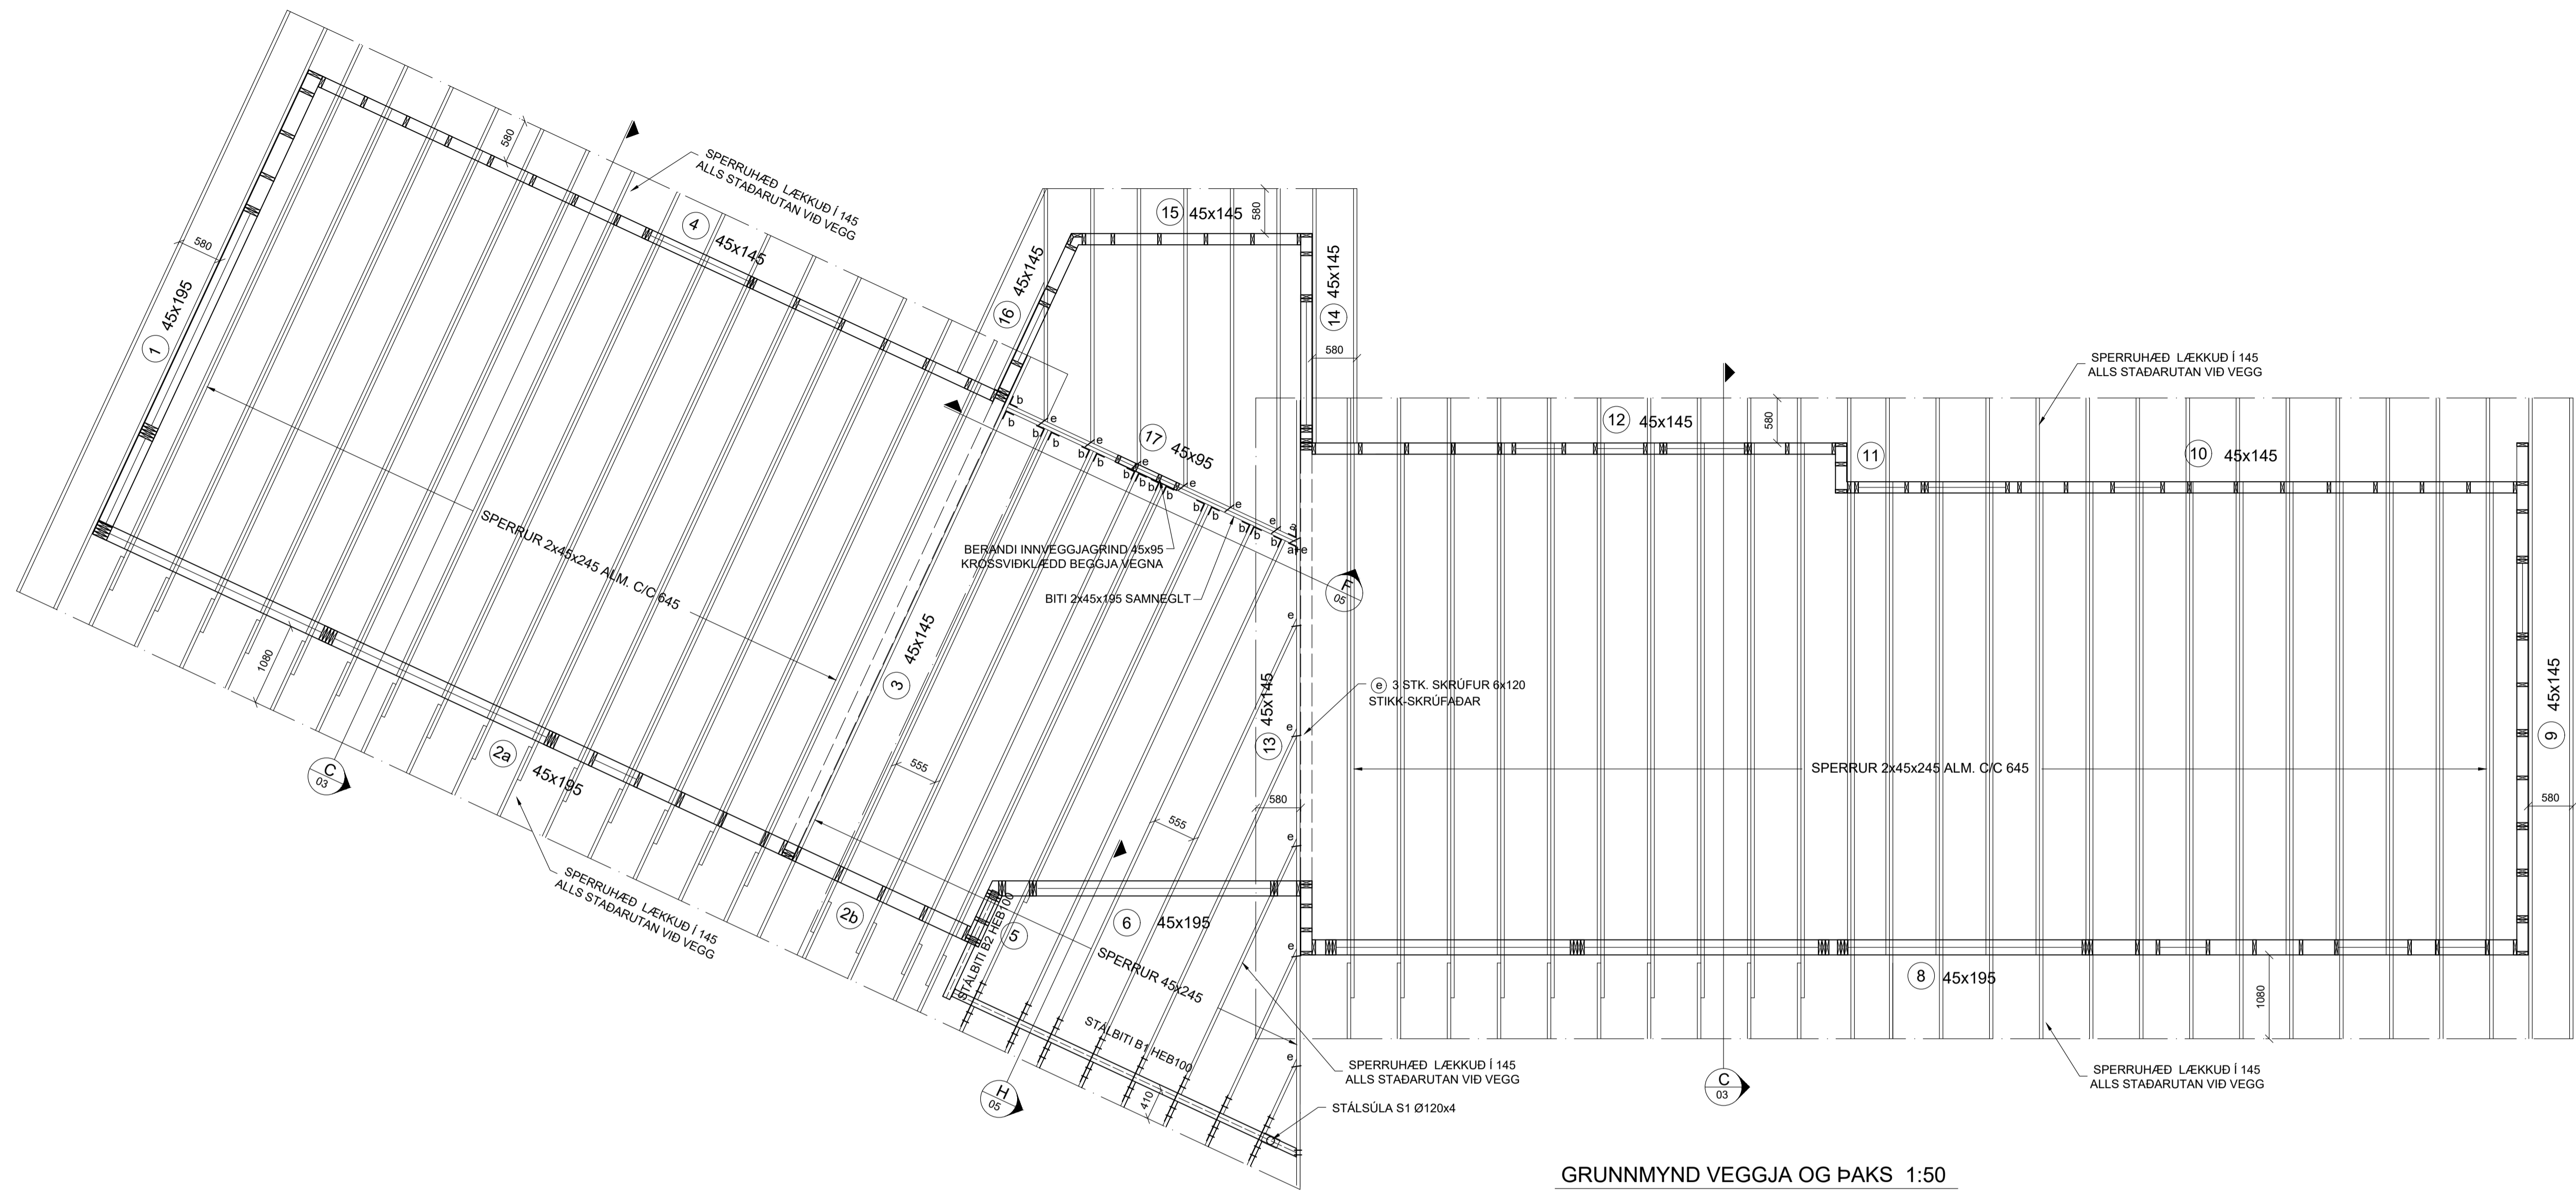 580
SPERRUHÆÐ LÆKKUÐ Í 145
ALLS STAÐARUTAN VIÐ VEGG
4 45x145
580
1 45x195
SPERRUR 2x45x245 ALM. C/C 645
1080
2a 45x195
C
03
SPERRUHÆÐ LÆKKUÐ Í 145
ALLS STAÐARUTAN VIÐ VEGG
3 45x145
555
2b
15 45x145
580
16 45x145
14 45x145
580
b
b
e
b
b
e
b
b
17 45x95
e
b
b
b
b
e
b
b
e
b
b
e
b
a
a
e
BERANDI INNVEGGJAGRIND 45x95
KROSSVIÐKLÆDD BEGGJA VEGNA
BITI 2x45x195 SAMNEGLT
F
05
e
13 45x145
e 3 STK. SKRÚFUR 6x120
STIKK-SKRÚFAÐAR
e
580
555
e
5
STÁLBITI B2 HEB100
6 45x195
e
SPERRUR 45x245
STÁLBITI B1 HEB100
e
410
H
05
SPERRUHÆÐ LÆKKUÐ Í 145
ALLS STAÐARUTAN VIÐ VEGG
STÁLSÚLA S1 Ø120x4
12 45x145
580
11
10 45x145
SPERRUHÆÐ LÆKKUÐ Í 145
ALLS STAÐARUTAN VIÐ VEGG
9 45x145
SPERRUR 2x45x245 ALM. C/C 645
580
8 45x195
1080
C
03
SPERRUHÆÐ LÆKKUÐ Í 145
ALLS STAÐARUTAN VIÐ VEGG
GRUNNMYND VEGGJA OG ÞAKS 1:50